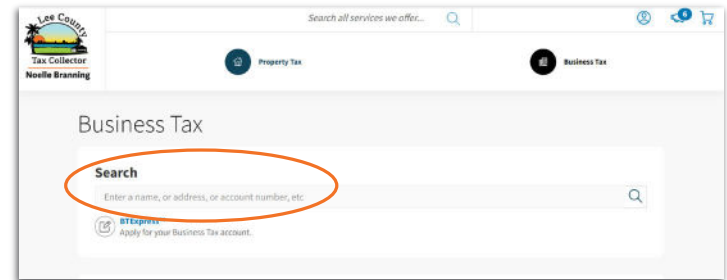 Lee County
Tax Collector
Noelle Branning
Search all services we offer...
6
Property Tax
Business Tax
Business Tax
Search
Enter a name, or address, or account number, etc
BTExpress
Apply for your Business Tax account.